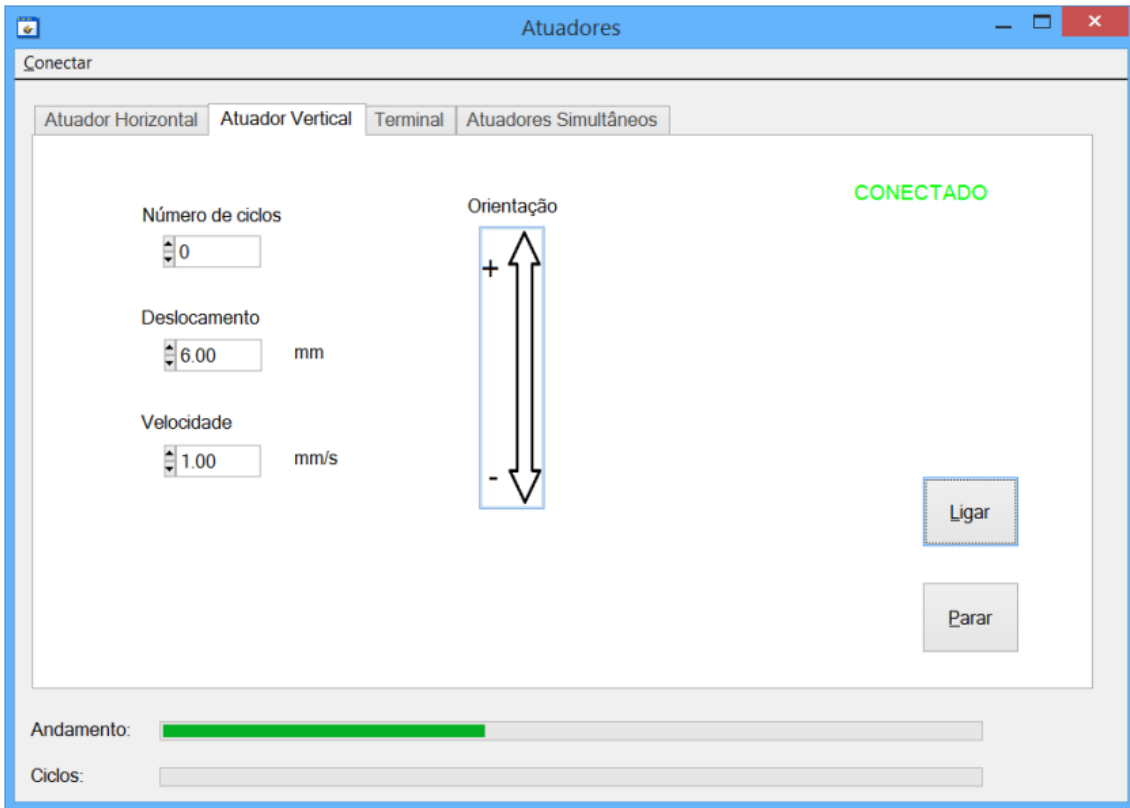 Atuadores
Conectar
Atuador Horizontal Atuador Vertical Terminal Atuadores Simultâneos
CONECTADO
Número de ciclos
0
Deslocamento
6.00 mm
Velocidade
1.00 mm/s
Orientação
+
-
Ligar
Parar
Andamento:
Ciclos: